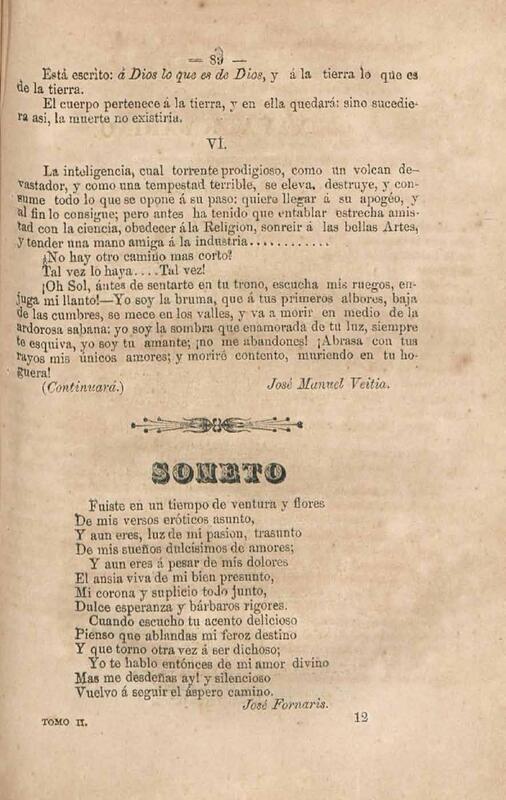 — 89 —
Está escrito: á Dios lo que es de Dios, y á la tierra lo que es
de la tierra.
El cuerpo pertenece á la tierra, y en ella quedará: sino sucedie-
ra asi, la muerte no existiria.
VI.
La inteligencia, cual torrente prodigioso, como un volcan de-
vastador, y como una tempestad terrible, se eleva, destruye, y con-
sume todo lo que se opone á su paso: quiere llegar á su apogéo, y
al fin lo consigue; pero antes ha tenido que entablar estrecha amis-
tad con la ciencia, obedecer ála Religion, sonreir á las bellas Artes,
y tender una mano amiga á la industria............
¿No hay otro camino mas corto?
Tal vez lo haya....Tal vez!
¡Oh Sol, ántes de sentarte en tu trono, escucha mis ruegos, en-
juga mi llanto!—Yo soy la bruma, que á tus primeros albores, baja
de las cumbres, se mece en los valles, y va a morir en medio de la
ardorosa sabana: yo soy la sombra que enamorada de tu luz, siempre
te esquiva, yo soy tu amante; ¡no me abandones! ¡Abrasa con tus
rayos mis únicos amores; y moriré contento, muriendo en tu ho-
guera!
(Continuará.) José Manuel Veitia.
SONETO
Fuiste en un tiempo de ventura y flores
De mis versos eróticos asunto,
Y aun eres, luz de mi pasion, trasunto
De mis sueños dulcísimos de amores;
Y aun eres á pesar de mis dolores
El ansia viva de mi bien presunto,
Mi corona y suplicio todo junto,
Dulce esperanza y bárbaros rigores.
Cuando escucho tu acento delicioso
Pienso que ablandas mi feroz destino
Y que torno otra vez á ser dichoso;
Yo te hablo entónces de mi amor divino
Mas me desdeñas ay! y silencioso
Vuelvo á seguir el áspero camino.
José Fornaris.
TOMO II. 12